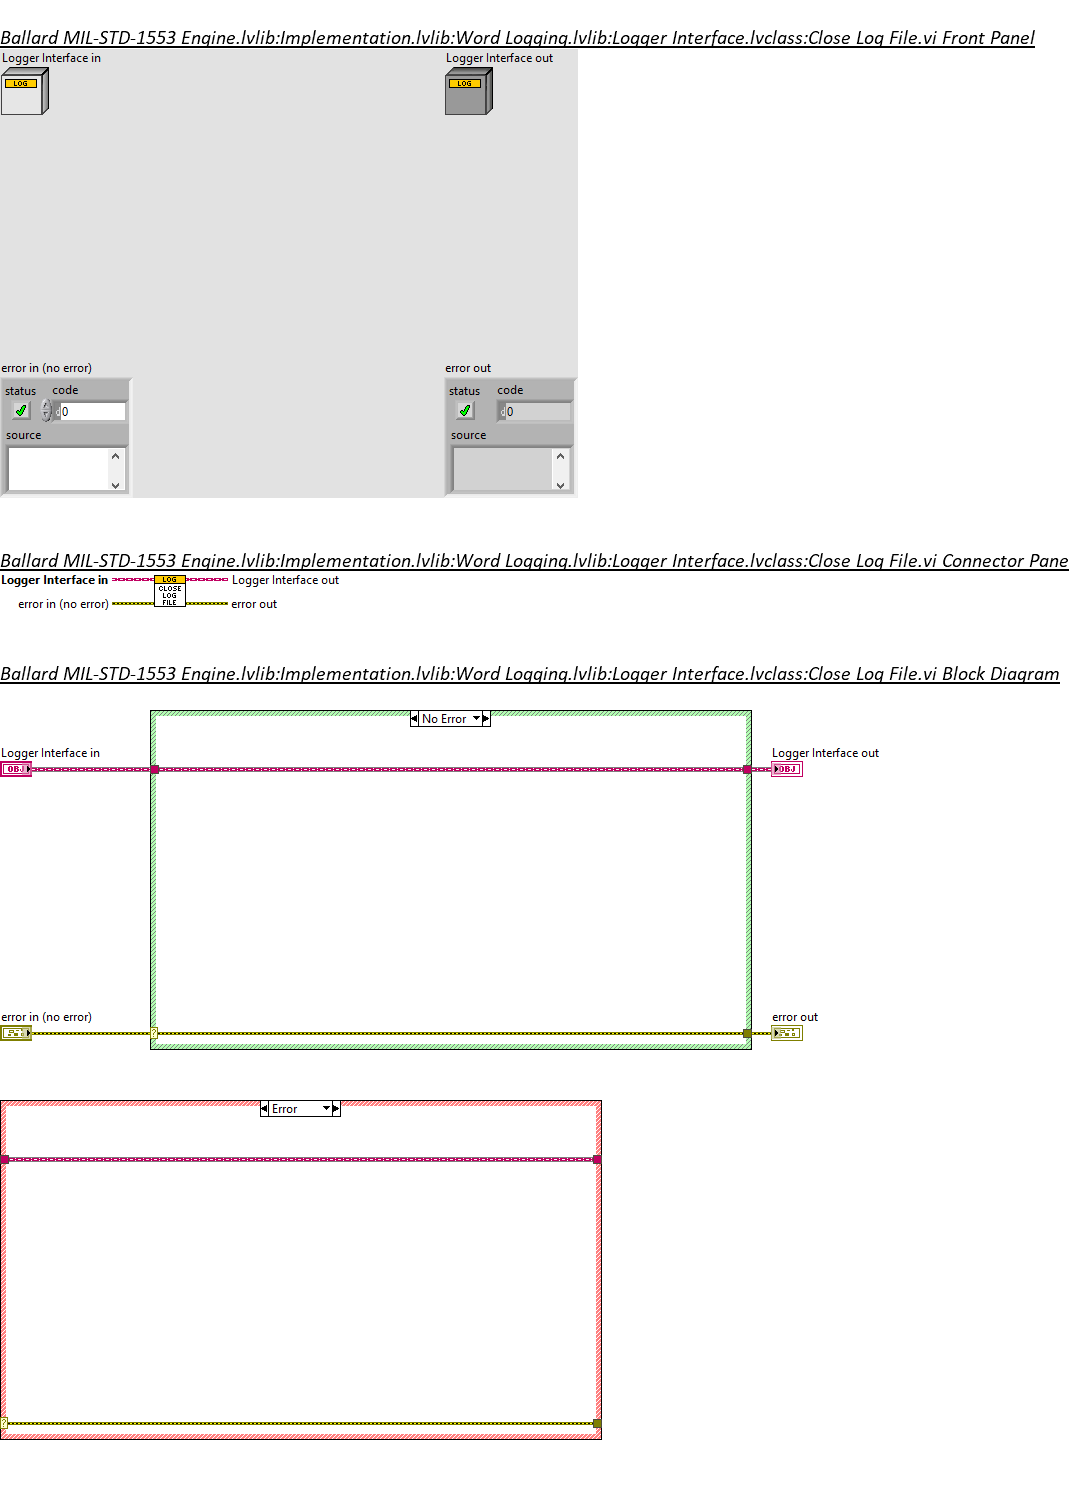 Ballard MIL-STD-1553 Engine.lvlib:Implementation.lvlib:Word Logging.lvlib:Logger Interface.lvclass:Close Log File.vi Front Panel
Logger Interface in
Logger Interface out
LOG
LOG
error in (no error)
error out
status code
status code
d 0
d 0
source
source
Ballard MIL-STD-1553 Engine.lvlib:Implementation.lvlib:Word Logging.lvlib:Logger Interface.lvclass:Close Log File.vi Connector Pane
Logger Interface in
LOG
Logger Interface out
CLOSE
LOG
FILE
error in (no error)
error out
Ballard MIL-STD-1553 Engine.lvlib:Implementation.lvlib:Word Logging.lvlib:Logger Interface.lvclass:Close Log File.vi Block Diagram
No Error
Logger Interface in
Logger Interface out
OBJ
OBJ
error in (no error)
error out
?
Error
?